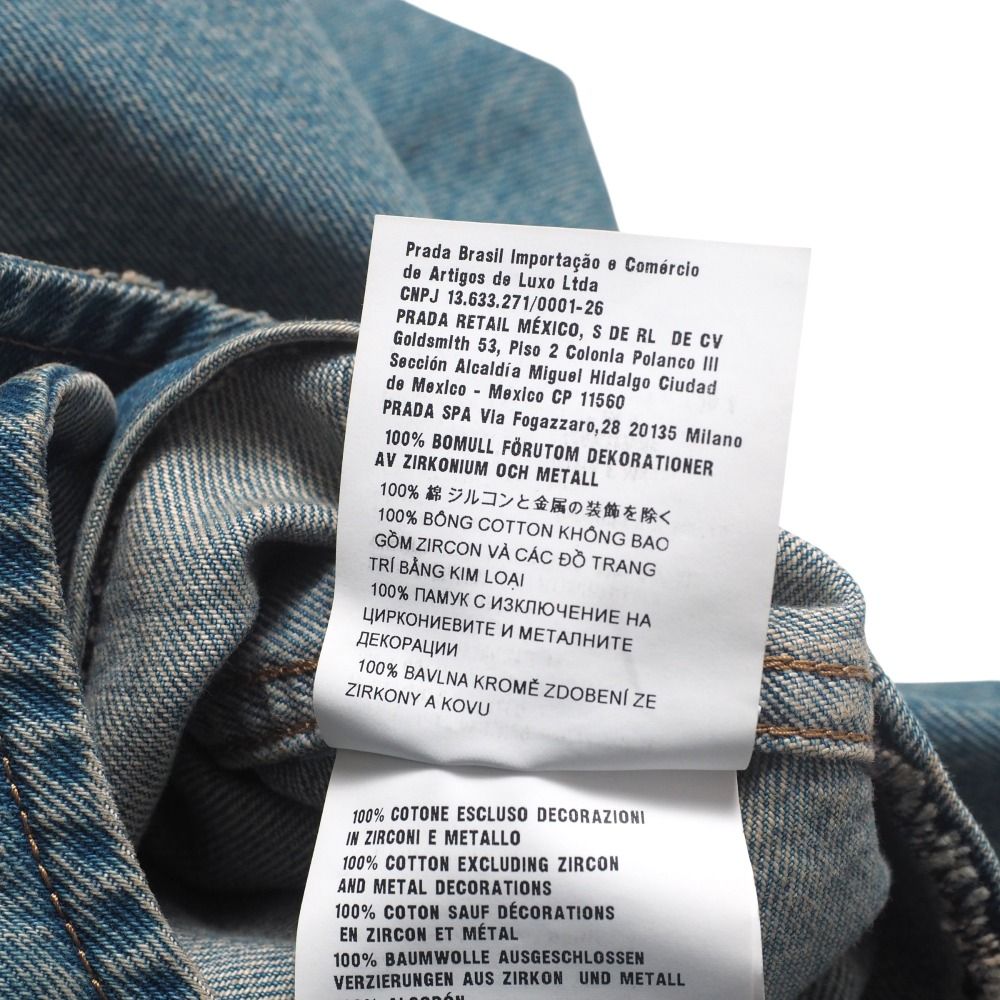 Prada Brasil Importação e Comércio
de Artigos de Luxo Ltda
CNPJ 13.633.271/0001-26
PRADA RETAIL MÉXICO, S DE RL DE CV
Goldsmith 53, Piso 2 Colonia Polanco III
Sección Alcaldía Miguel Hidalgo Ciudad
de Mexico - Mexico CP 11560
PRADA SPA Via Fogazzaro,28 20135 Milano
100% BOMULL FÖRUTOM DEKORATIONER
AV ZIRKONIUM OCH METALL
100% 綿 ジルコンと金属の装飾を除く
100% BÔNG COTTON KHÔNG BAO
GỒM ZIRCON VÀ CÁC ĐỒ TRANG
TRÍ BẰNG KIM LOẠI
100% ПАМУК С ИЗКЛЮЧЕНИЕ НА
ЦИРКОНИЕВИТЕ И МЕТАЛНИТЕ
ДЕКОРАЦИИ
100% BAVLNA KROMĚ ZDOBENÍ ZE
ZIRKONY A KOVU
100% COTONE ESCLUSO DECORAZIONI
IN ZIRCONI E METALLO
100% COTTON EXCLUDING ZIRCON
AND METAL DECORATIONS
100% COTON SAUF DÉCORATIONS
EN ZIRCON ET MÉTAL
100% BAUMWOLLE AUSGESCHLOSSEN
VERZIERUNGEN AUS ZIRKON UND METALL
100% ALGODÓN